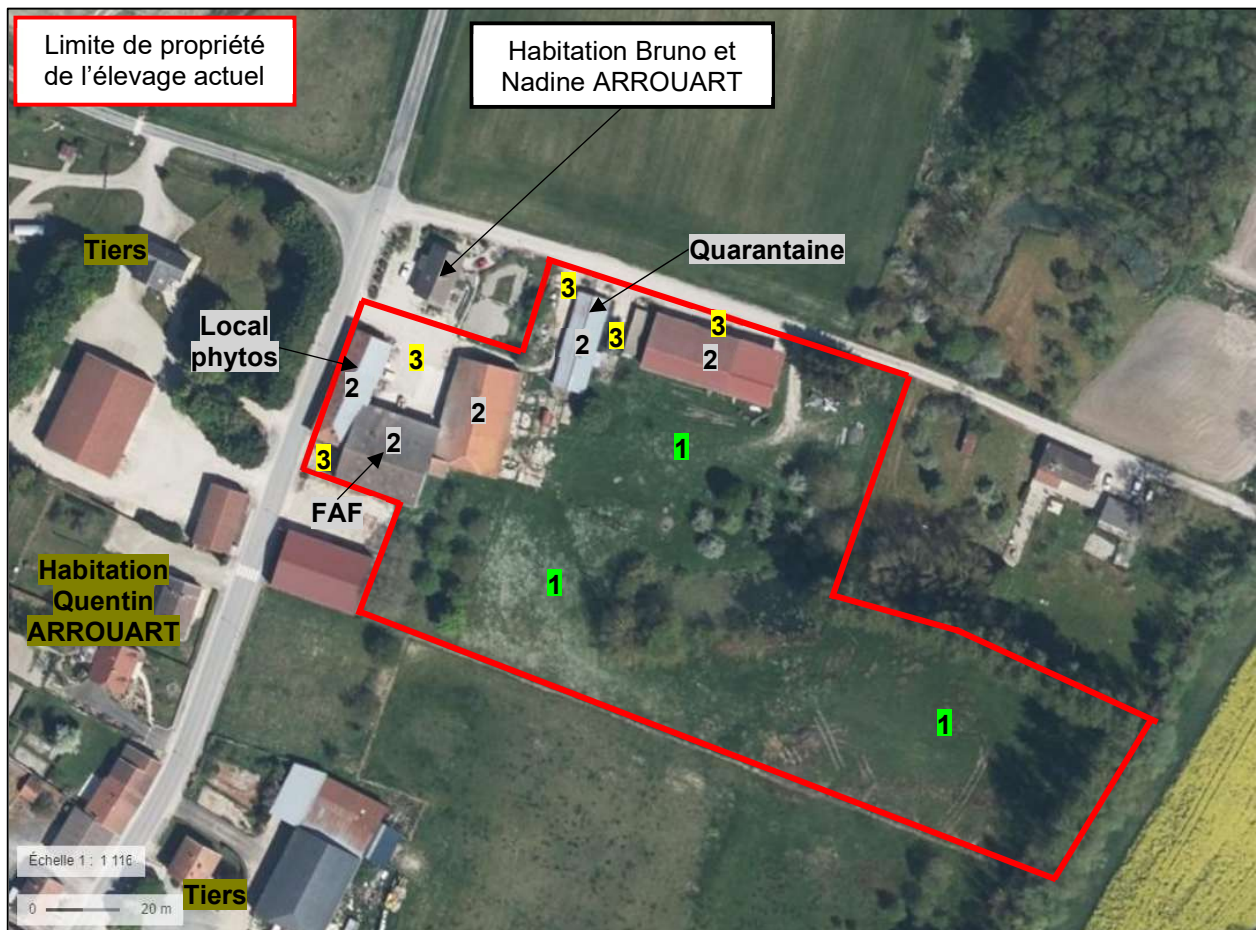 Limite de propriété
de l'élevage actuel
Habitation Bruno et
Nadine ARROUART
Tiers
Quarantaine
3
3
3
2
2
Local
phytos
3
2
2
2
3
FAF
1
1
Habitation
Quentin
ARROUART
1
Échelle 1 : 1 116
Tiers
0
20 m